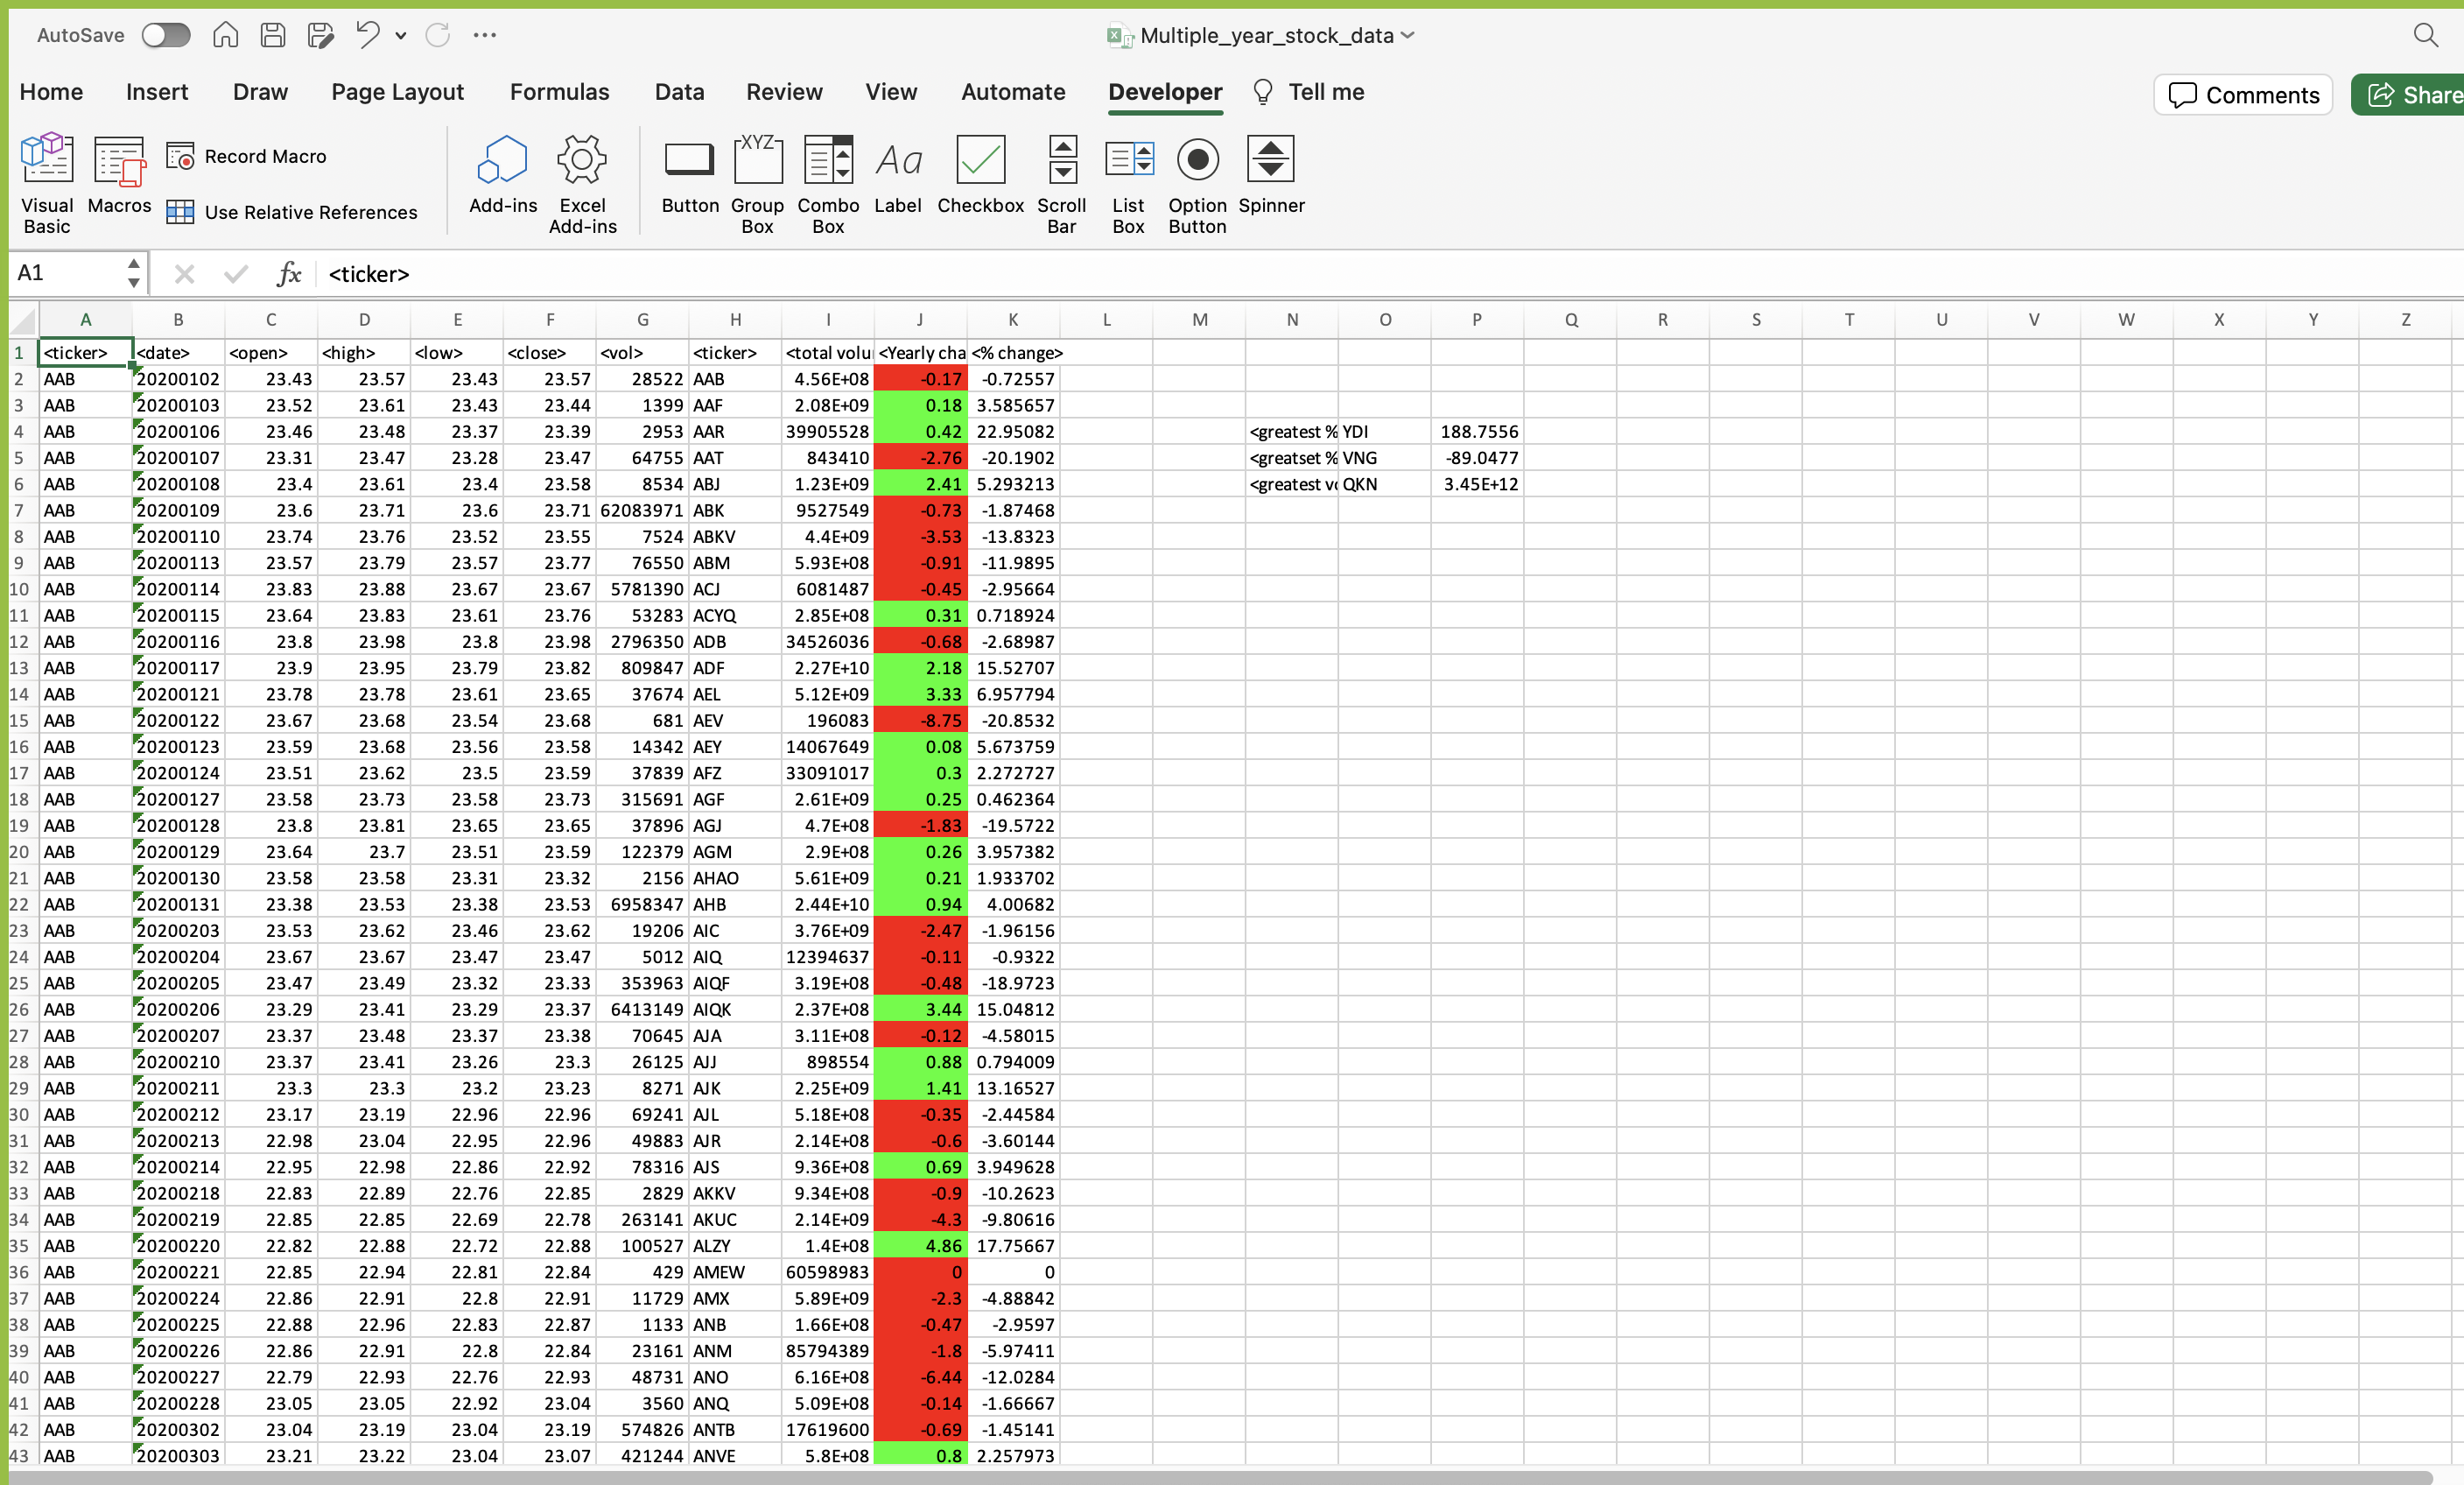 AutoSave Multiple_year_stock_data
Home Insert Draw Page Layout Formulas Data Review View Automate Developer Tell me Comments Share
Visual Basic Macros Record Macro Use Relative References Add-ins Excel Add-ins Button Group Box Combo Box Label Checkbox Scroll Bar List Box Option Button Spinner
XYZ Aa
A1 fx <ticker>
A B C D E F G H I J K L M N O P Q R S T U V W X Y Z
1 <ticker> <date> <open> <high> <low> <close> <vol> <ticker> <total volu <Yearly cha <% change>
2 AAB 20200102 23.43 23.57 23.43 23.57 28522 AAB 4.56E+08 -0.17 -0.72557
3 AAB 20200103 23.52 23.61 23.43 23.44 1399 AAF 2.08E+09 0.18 3.585657
4 AAB 20200106 23.46 23.48 23.37 23.39 2953 AAR 39905528 0.42 22.95082 <greatest % YDI 188.7556
5 AAB 20200107 23.31 23.47 23.28 23.47 64755 AAT 843410 -2.76 -20.1902 <greatset % VNG -89.0477
6 AAB 20200108 23.4 23.61 23.4 23.58 8534 ABJ 1.23E+09 2.41 5.293213 <greatest vo QKN 3.45E+12
7 AAB 20200109 23.6 23.71 23.6 23.71 62083971 ABK 9527549 -0.73 -1.87468
8 AAB 20200110 23.74 23.76 23.52 23.55 7524 ABKV 4.4E+09 -3.53 -13.8323
9 AAB 20200113 23.57 23.79 23.57 23.77 76550 ABM 5.93E+08 -0.91 -11.9895
10 AAB 20200114 23.83 23.88 23.67 23.67 5781390 ACJ 6081487 -0.45 -2.95664
11 AAB 20200115 23.64 23.83 23.61 23.76 53283 ACYQ 2.85E+08 0.31 0.718924
12 AAB 20200116 23.8 23.98 23.8 23.98 2796350 ADB 34526036 -0.68 -2.68987
13 AAB 20200117 23.9 23.95 23.79 23.82 809847 ADF 2.27E+10 2.18 15.52707
14 AAB 20200121 23.78 23.78 23.61 23.65 37674 AEL 5.12E+09 3.33 6.957794
15 AAB 20200122 23.67 23.68 23.54 23.68 681 AEV 196083 -8.75 -20.8532
16 AAB 20200123 23.59 23.68 23.56 23.58 14342 AEY 14067649 0.08 5.673759
17 AAB 20200124 23.51 23.62 23.5 23.59 37839 AFZ 33091017 0.3 2.272727
18 AAB 20200127 23.58 23.73 23.58 23.73 315691 AGF 2.61E+09 0.25 0.462364
19 AAB 20200128 23.8 23.81 23.65 23.65 37896 AGJ 4.7E+08 -1.83 -19.5722
20 AAB 20200129 23.64 23.7 23.51 23.59 122379 AGM 2.9E+08 0.26 3.957382
21 AAB 20200130 23.58 23.58 23.31 23.32 2156 AHAO 5.61E+09 0.21 1.933702
22 AAB 20200131 23.38 23.53 23.38 23.53 6958347 AHB 2.44E+10 0.94 4.00682
23 AAB 20200203 23.53 23.62 23.46 23.62 19206 AIC 3.76E+09 -2.47 -1.96156
24 AAB 20200204 23.67 23.67 23.47 23.47 5012 AIQ 12394637 -0.11 -0.9322
25 AAB 20200205 23.47 23.49 23.32 23.33 353963 AIQF 3.19E+08 -0.48 -18.9723
26 AAB 20200206 23.29 23.41 23.29 23.37 6413149 AIQK 2.37E+08 3.44 15.04812
27 AAB 20200207 23.37 23.48 23.37 23.38 70645 AJA 3.11E+08 -0.12 -4.58015
28 AAB 20200210 23.37 23.41 23.26 23.3 26125 AJJ 898554 0.88 0.794009
29 AAB 20200211 23.3 23.3 23.2 23.23 8271 AJK 2.25E+09 1.41 13.16527
30 AAB 20200212 23.17 23.19 22.96 22.96 69241 AJL 5.18E+08 -0.35 -2.44584
31 AAB 20200213 22.98 23.04 22.95 22.96 49883 AJR 2.14E+08 -0.6 -3.60144
32 AAB 20200214 22.95 22.98 22.86 22.92 78316 AJS 9.36E+08 0.69 3.949628
33 AAB 20200218 22.83 22.89 22.76 22.85 2829 AKKV 9.34E+08 -0.9 -10.2623
34 AAB 20200219 22.85 22.85 22.69 22.78 263141 AKUC 2.14E+09 -4.3 -9.80616
35 AAB 20200220 22.82 22.88 22.72 22.88 100527 ALZY 1.4E+08 4.86 17.75667
36 AAB 20200221 22.85 22.94 22.81 22.84 429 AMEW 60598983 0 0
37 AAB 20200224 22.86 22.91 22.8 22.91 11729 AMX 5.89E+09 -2.3 -4.88842
38 AAB 20200225 22.88 22.96 22.83 22.87 1133 ANB 1.66E+08 -0.47 -2.9597
39 AAB 20200226 22.86 22.91 22.8 22.84 23161 ANM 85794389 -1.8 -5.97411
40 AAB 20200227 22.79 22.93 22.76 22.93 48731 ANO 6.16E+08 -6.44 -12.0284
41 AAB 20200228 23.05 23.05 22.92 23.04 3560 ANQ 5.09E+08 -0.14 -1.66667
42 AAB 20200302 23.04 23.19 23.04 23.19 574826 ANTB 17619600 -0.69 -1.45141
43 AAB 20200303 23.21 23.22 23.04 23.07 421244 ANVE 5.8E+08 0.8 2.257973